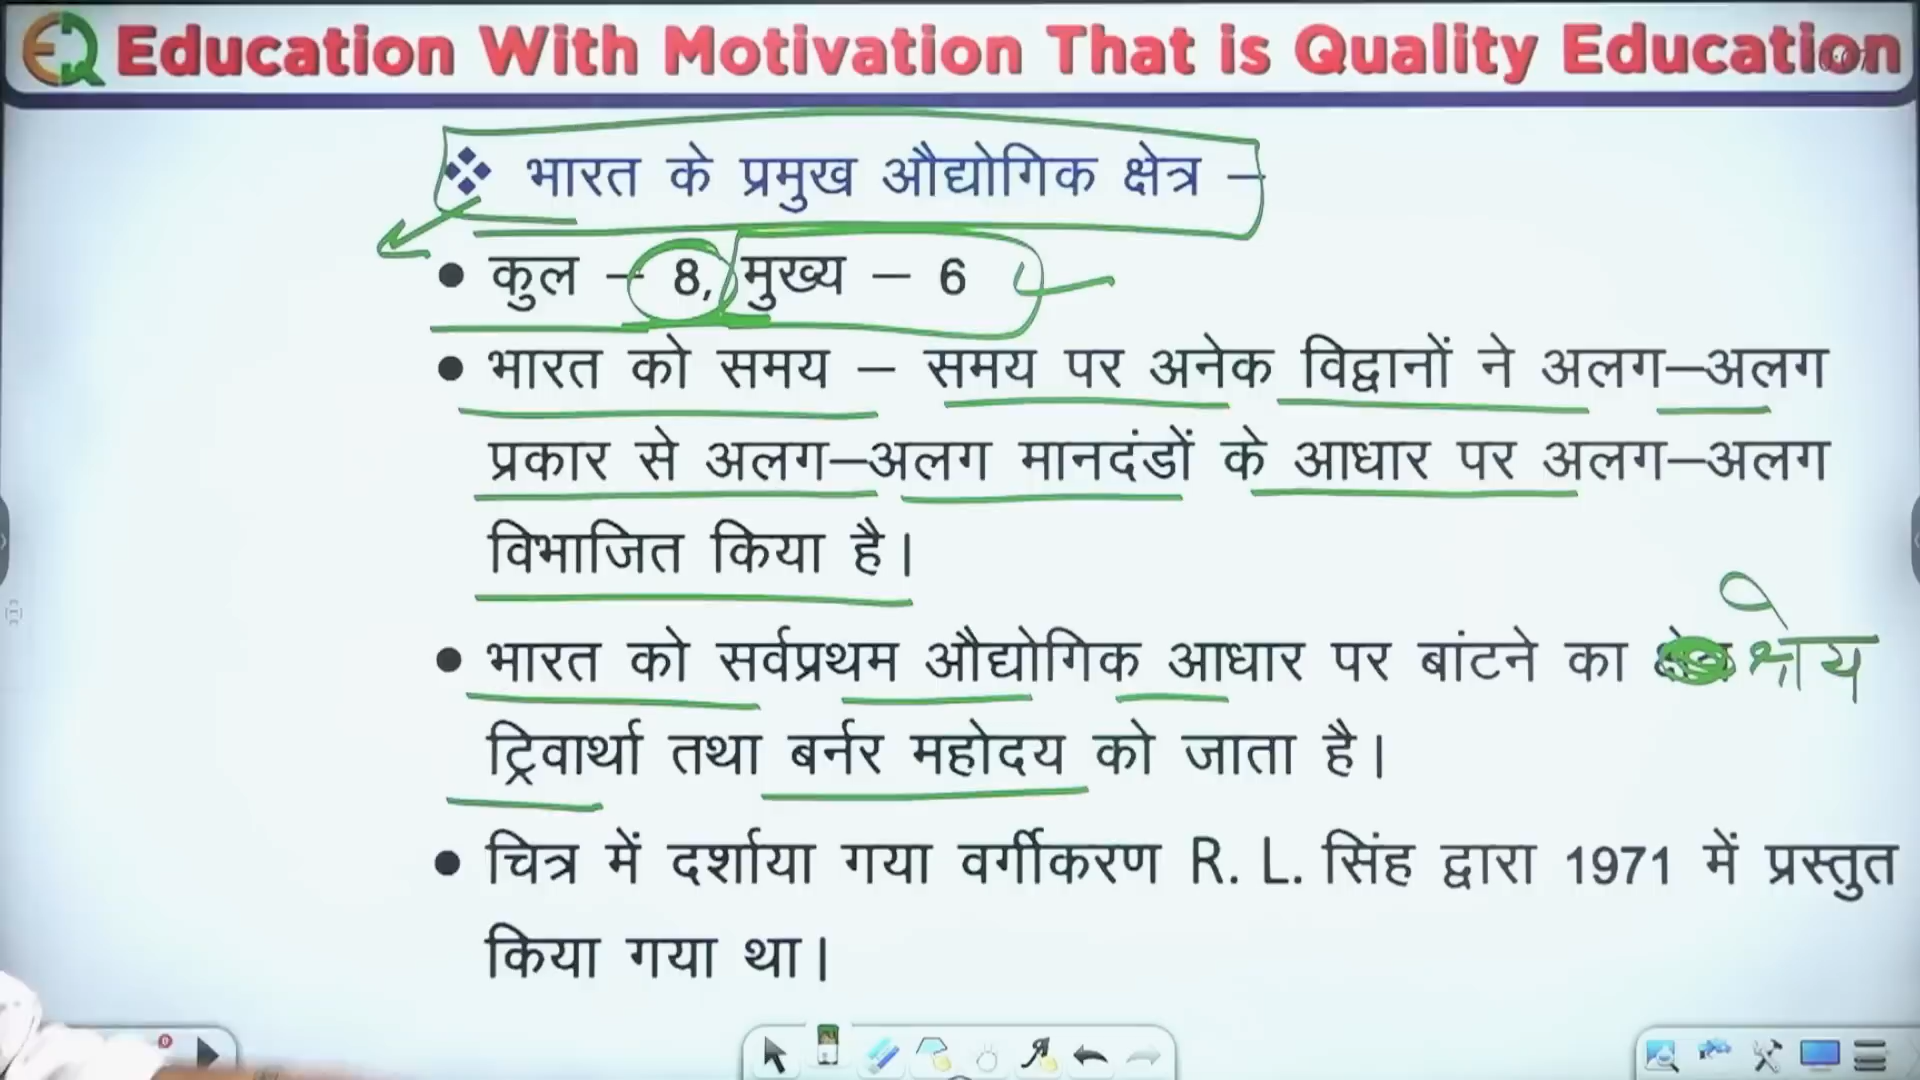 Education With Motivation That is Quality Education
भारत के प्रमुख औद्योगिक क्षेत्र –
कुल – 8, मुख्य – 6
भारत को समय – समय पर अनेक विद्वानों ने अलग–अलग
प्रकार से अलग–अलग मानदंडों के आधार पर अलग–अलग
विभाजित किया है।
भारत को सर्वप्रथम औद्योगिक आधार पर बांटने का
ट्रिवार्था तथा बर्नर महोदय को जाता है।
चित्र में दर्शाया गया वर्गीकरण R. L. सिंह द्वारा 1971 में प्रस्तुत
किया गया था।